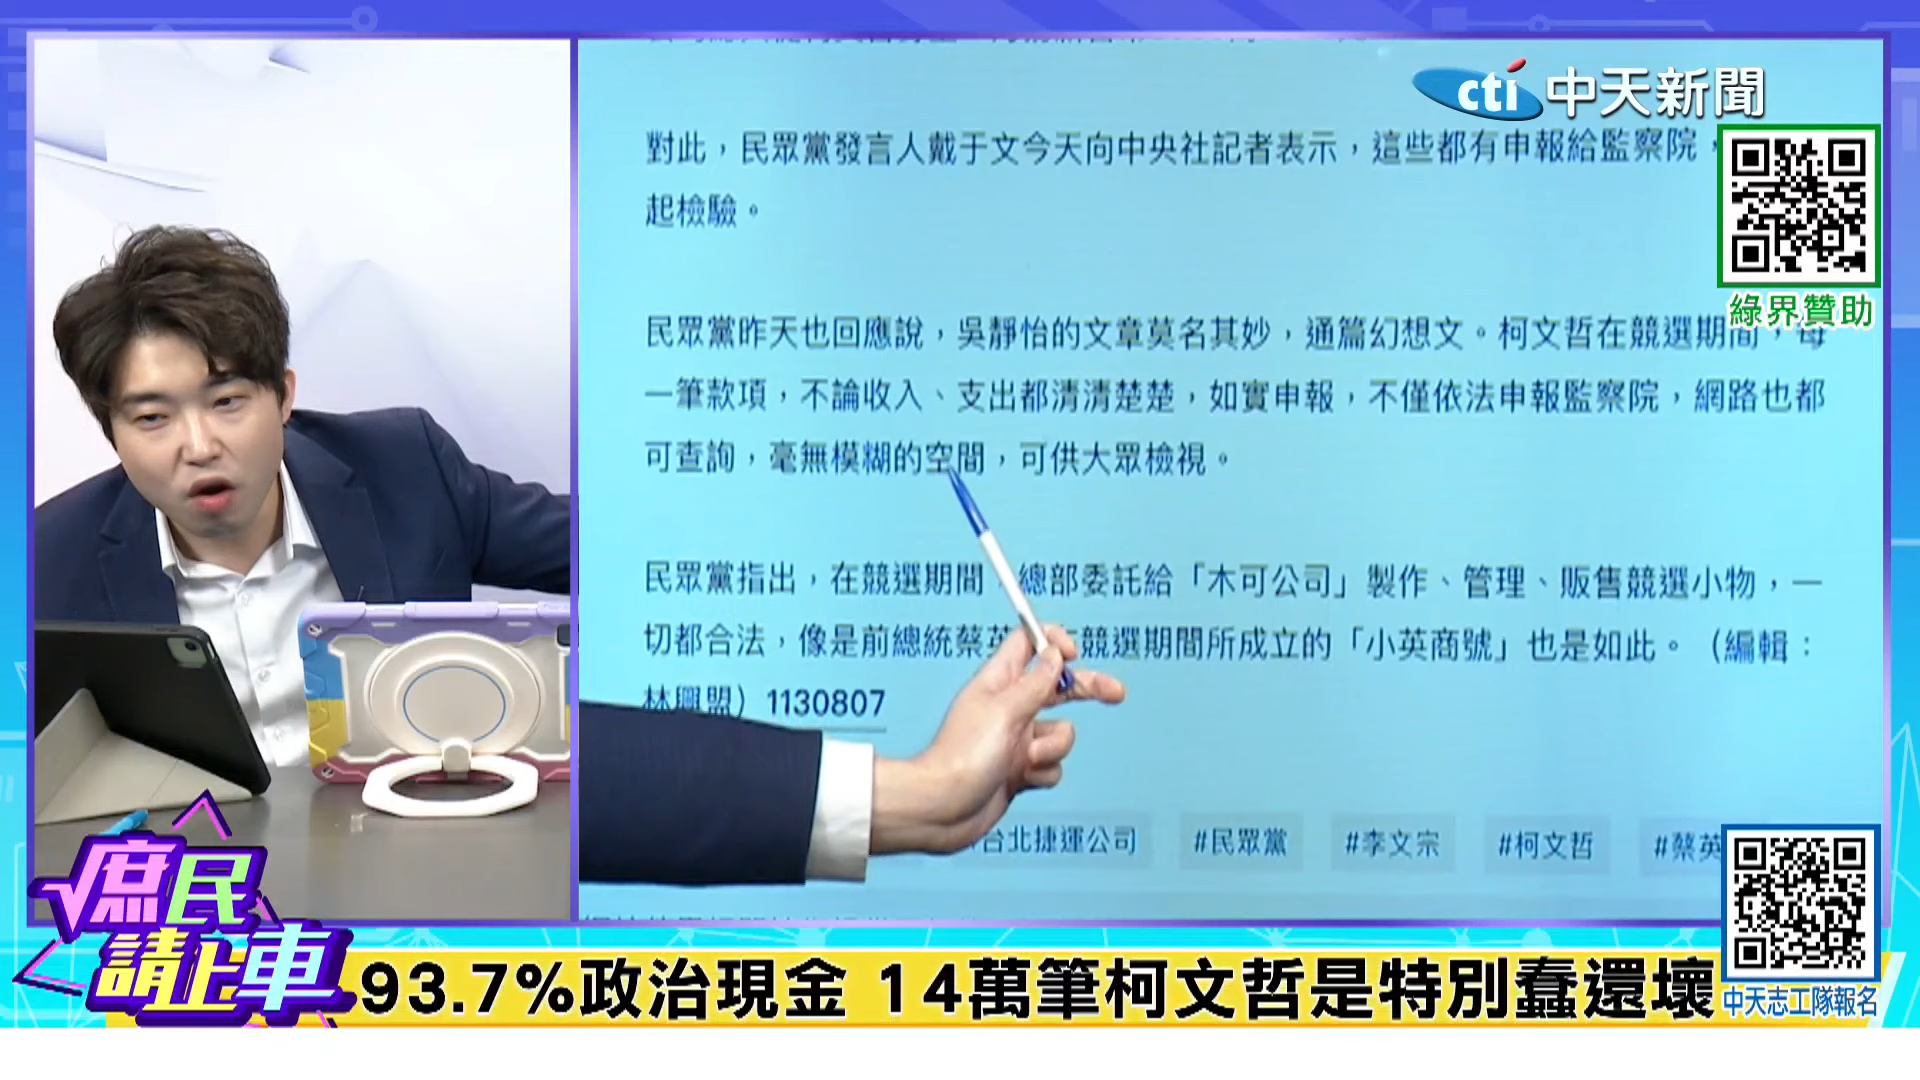 cti 中天新聞
對此，民眾黨發言人戴于文今天向中央社記者表示，這些都有申報給監察院，
起檢驗。
綠界贊助
民眾黨昨天也回應說，吳靜怡的文章莫名其妙，通篇幻想文。柯文哲在競選期間，每
一筆款項，不論收入、支出都清清楚楚，如實申報，不僅依法申報監察院，網路也都
可查詢，毫無模糊的空間，可供大眾檢視。
民眾黨指出，在競選期間，總部委託給「木可公司」製作、管理、販售競選小物，一
切都合法，像是前總統蔡英 競選期間所成立的「小英商號」也是如此。（編輯：
林興盟）1130807
台北捷運公司 #民眾黨 #李文宗 #柯文哲 #蔡英
庶民
請上車
93.7%政治現金 14萬筆柯文哲是特別蠢還壞
中天志工隊報名